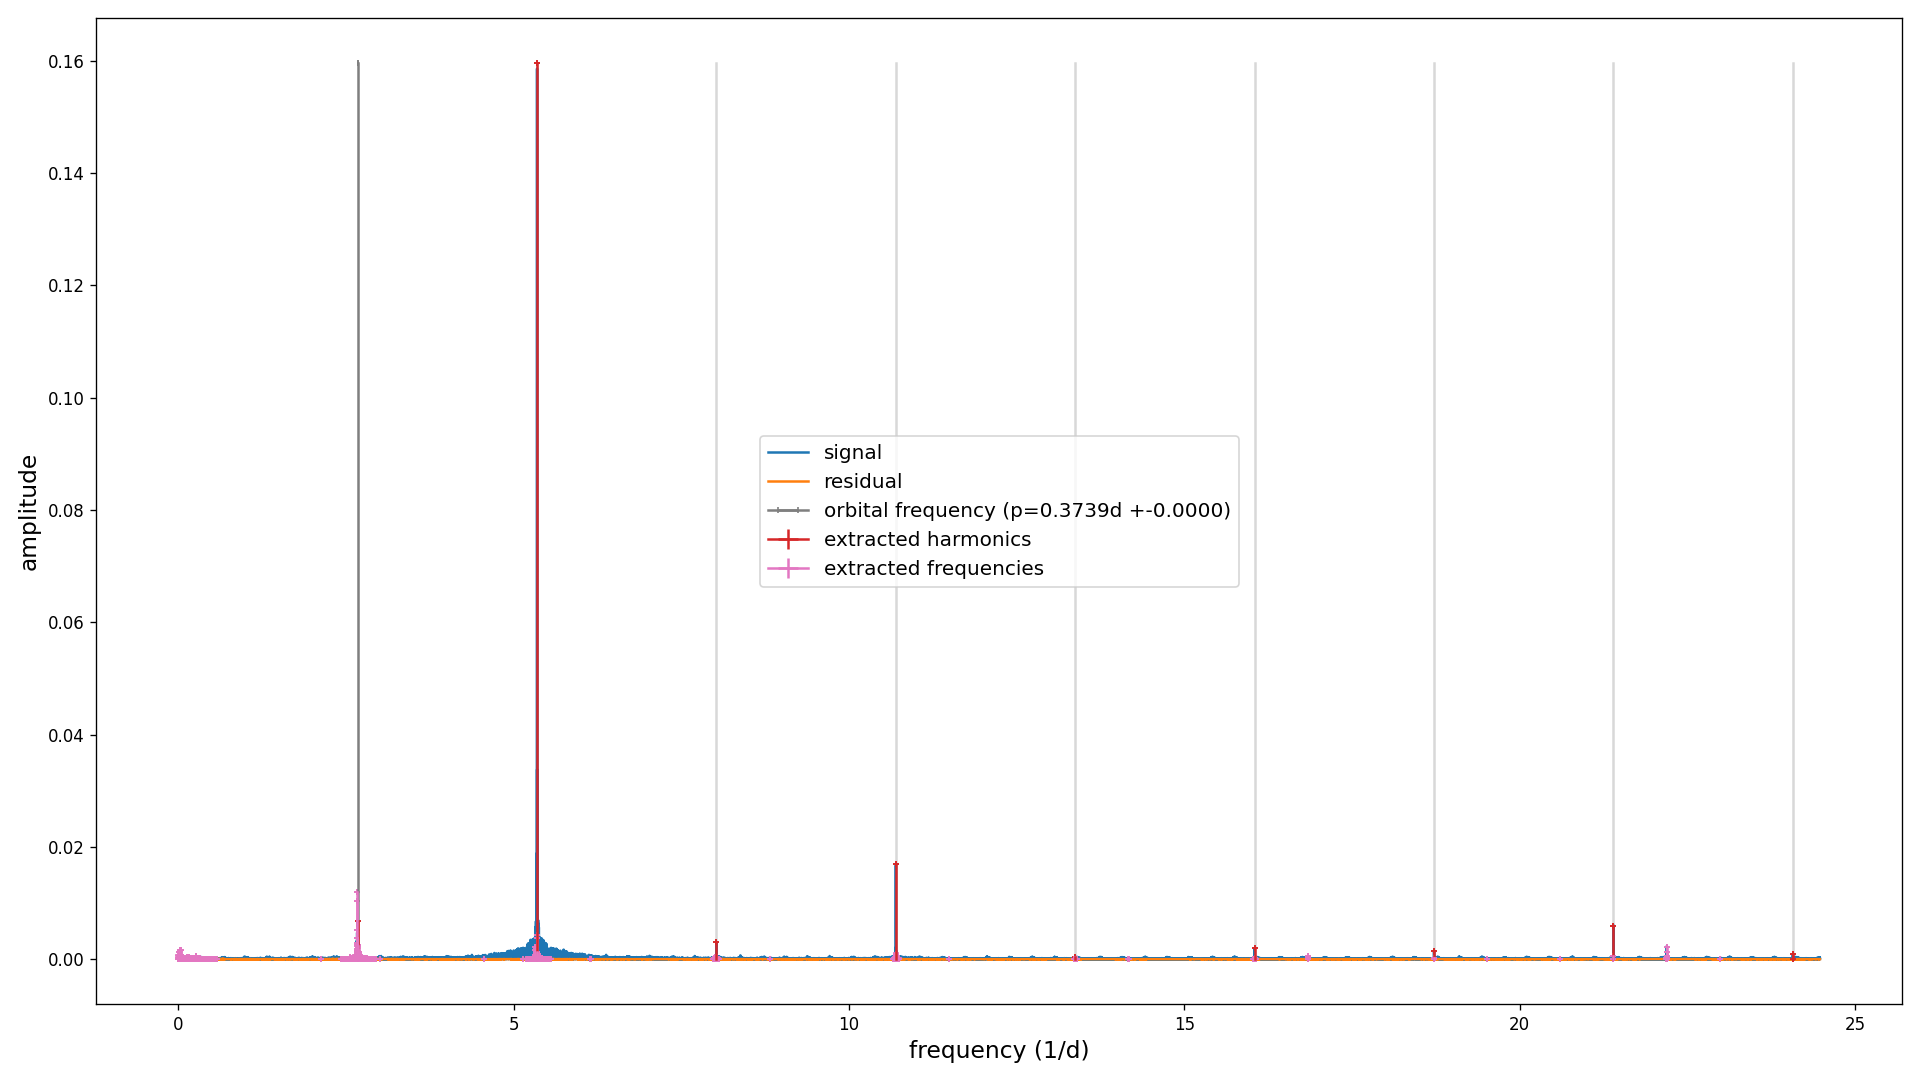 0.16
0.14
0.12
0.10
0.08
0.06
0.04
0.02
0.00
amplitude
signal
residual
orbital frequency (p=0.3739d +-0.0000)
extracted harmonics
extracted frequencies
0 5 10 15 20 25
frequency (1/d)